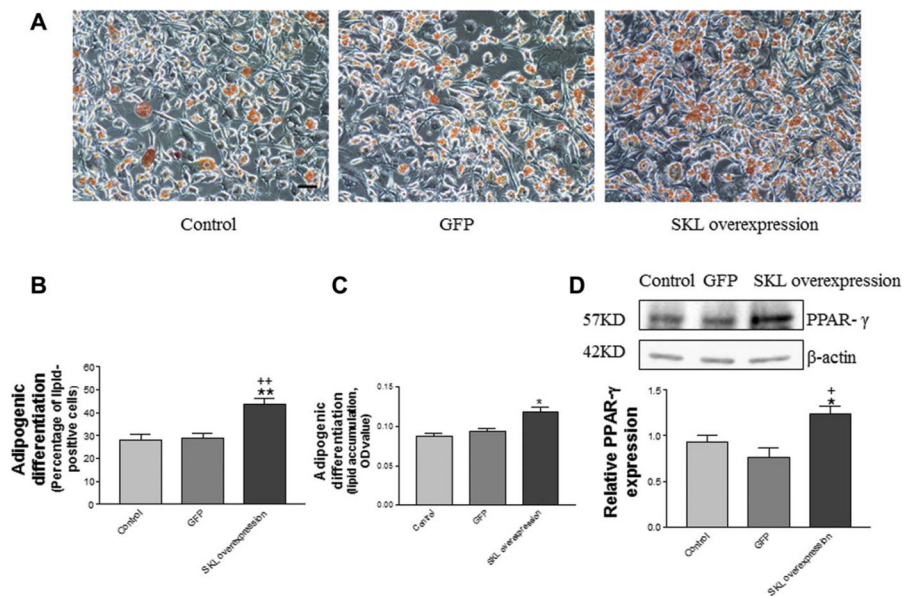 A
Control
GFP
SKL overexpression
B
Adipogenic
differentiation
(Percentage of lipid-
positive cells)
60
50
40
30
20
10
0
++
★★
Control
GFP
SKL overexpression
C
Adipogenic
differentiation
(lipid accumulation,
OD value)
0.15
0.10
0.05
0.00
*
Control
GFP
SKL overexpression
D
Control GFP SKL overexpression
57KD PPAR- γ
42KD β-actin
Relative PPAR-γ
expression
1.5
1.0
0.5
0.0
+
★
Control
GFP
SKL overexpression